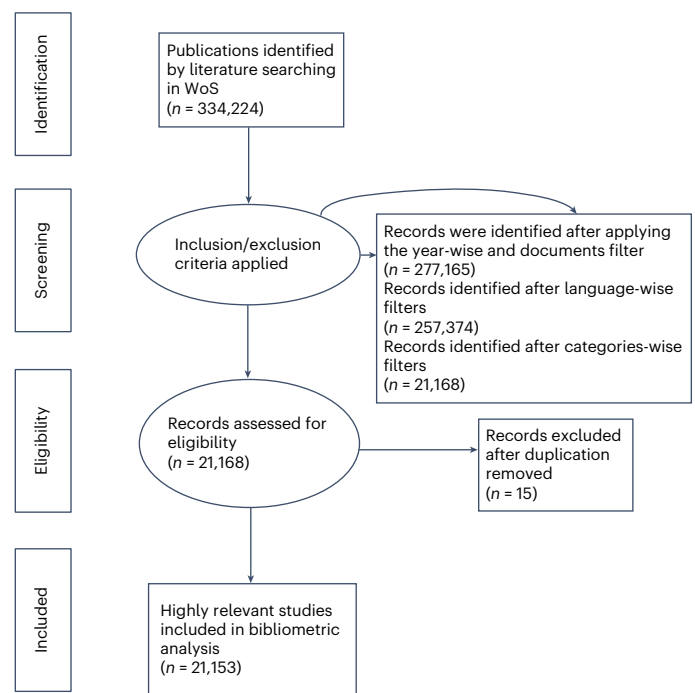 Identification
Publications identified
by literature searching
in WoS
(n = 334,224)
Screening
Inclusion/exclusion
criteria applied
Records were identified after applying
the year-wise and documents filter
(n = 277,165)
Records identified after language-wise
filters
(n = 257,374)
Records identified after categories-wise
filters
(n = 21,168)
Eligibility
Records assessed for
eligibility
(n = 21,168)
Records excluded
after duplication
removed
(n = 15)
Included
Highly relevant studies
included in bibliometric
analysis
(n = 21,153)